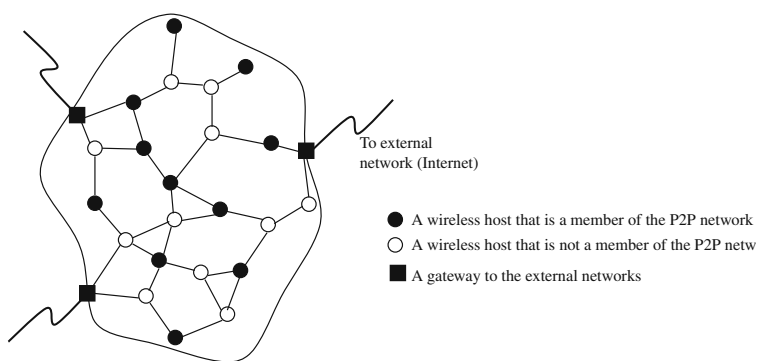 To external
network (Internet)
A wireless host that is a member of the P2P network
A wireless host that is not a member of the P2P netw
A gateway to the external networks